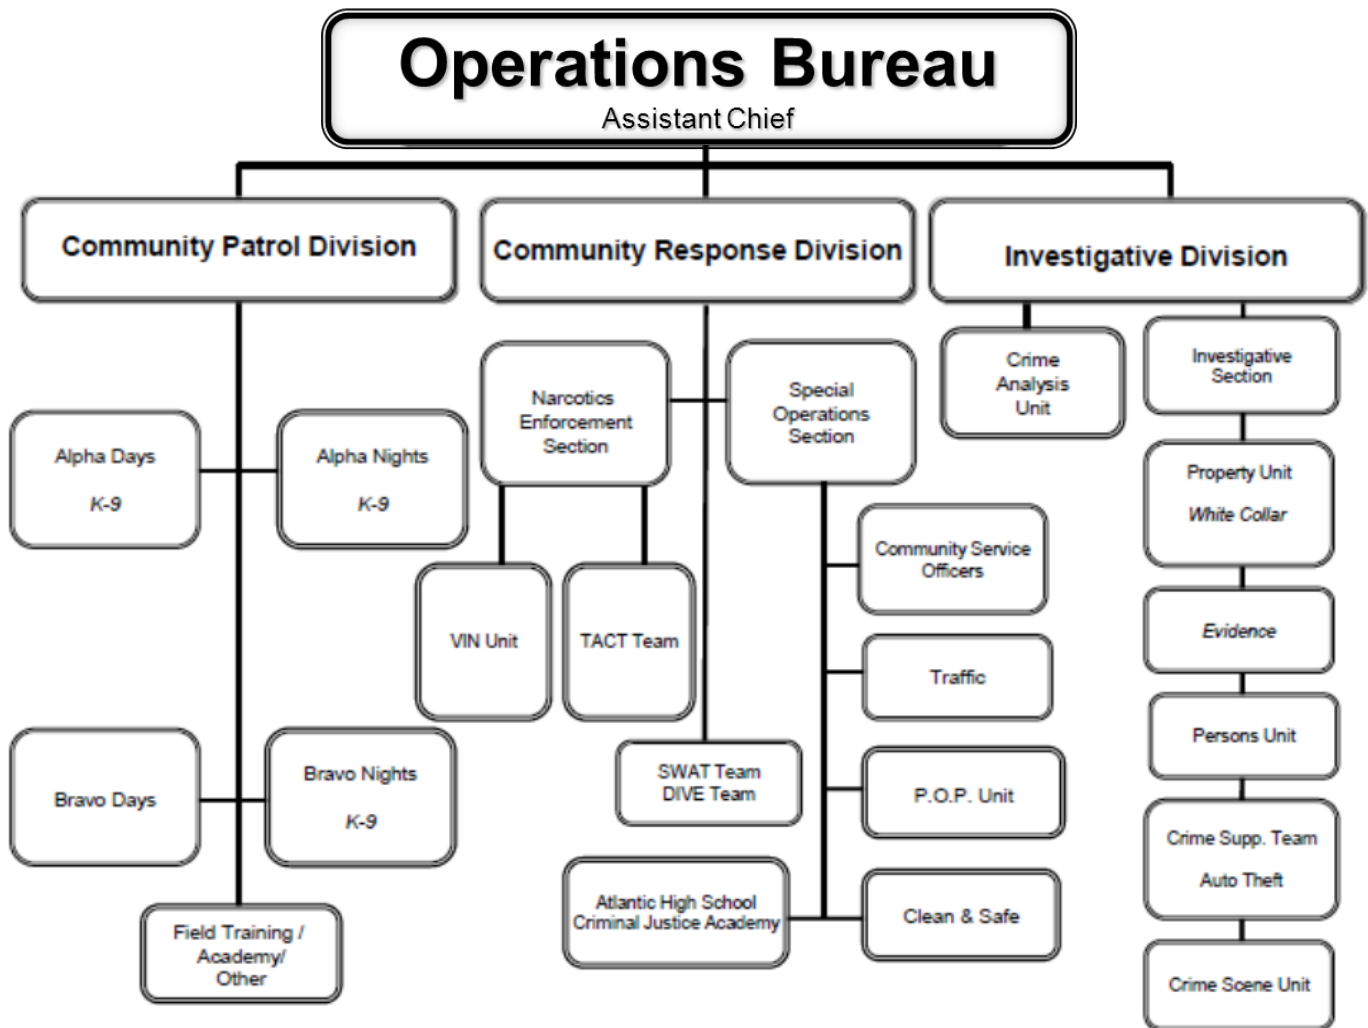 Operations Bureau
Assistant Chief
Community Patrol Division
Community Response Division
Investigative Division
Alpha Days
K-9
Alpha Nights
K-9
Bravo Days
Bravo Nights
K-9
Field Training /
Academy/
Other
Narcotics
Enforcement
Section
Special
Operations
Section
VIN Unit
TACT Team
SWAT Team
DIVE Team
Community Service
Officers
Traffic
P.O.P. Unit
Clean & Safe
Atlantic High School
Criminal Justice Academy
Crime
Analysis
Unit
Investigative
Section
Property Unit
White Collar
Evidence
Persons Unit
Crime Supp. Team
Auto Theft
Crime Scene Unit